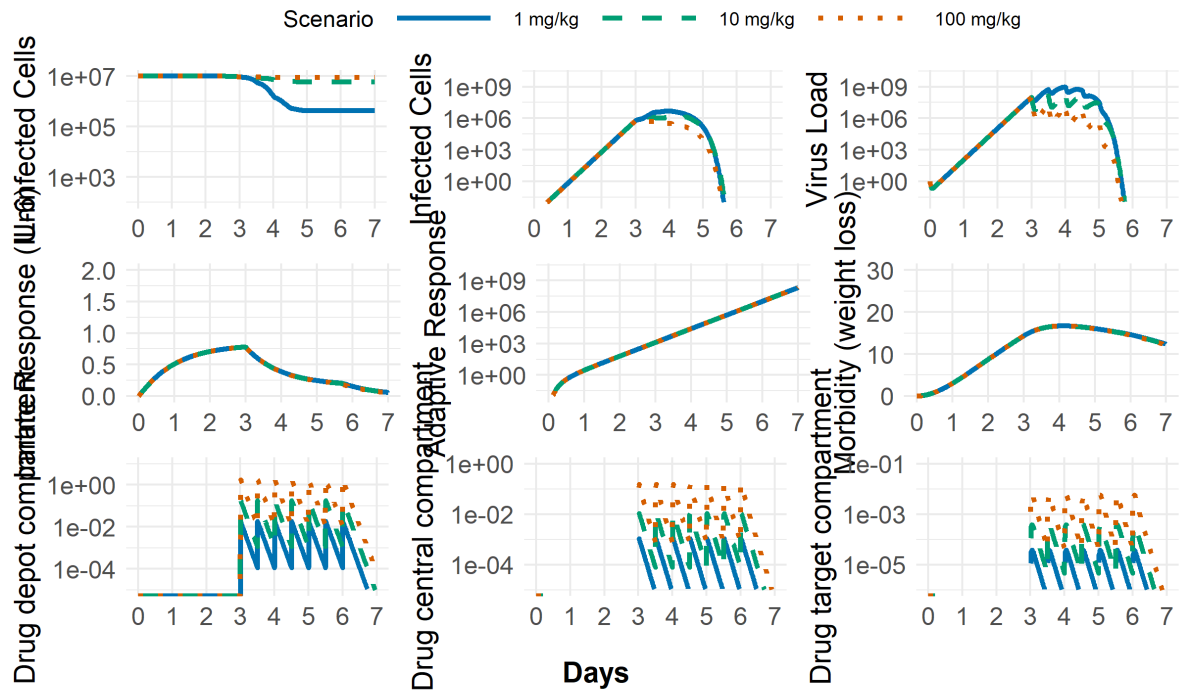 Scenario 1 mg/kg 10 mg/kg 100 mg/kg
Infected Cells
Virus Load
1e+07
1e+05
1e+03
0 1 2 3 4 5 6 7
1e+09
1e+06
1e+03
1e+00
0 1 2 3 4 5 6 7
1e+09
1e+06
1e+03
1e+00
0 1 2 3 4 5 6 7
Response (IL-6)
2.0
1.5
1.0
0.5
0.0
0 1 2 3 4 5 6 7
Adaptive Response
1e+09
1e+06
1e+03
1e+00
0 1 2 3 4 5 6 7
Morbidity (weight loss)
30
20
10
0
0 1 2 3 4 5 6 7
Drug depot compartment
1e+00
1e-02
1e-04
0 1 2 3 4 5 6 7
Drug central compartment
1e+00
1e-02
1e-04
0 1 2 3 4 5 6 7
Drug target compartment
1e-01
1e-03
1e-05
0 1 2 3 4 5 6 7
Days